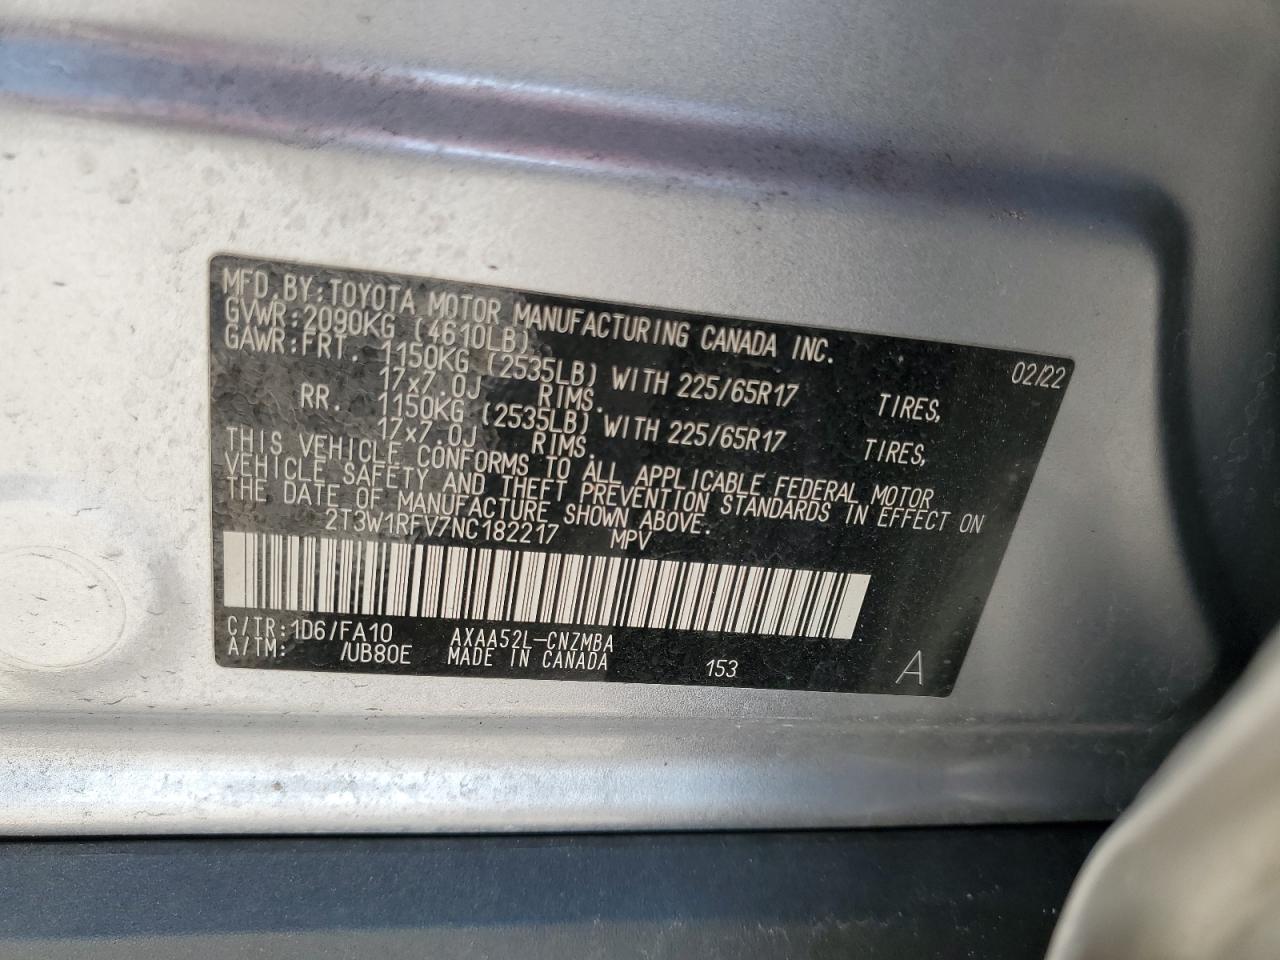 MFD.BY:TOYOTA MOTOR MANUFACTURING CANADA INC.
GVWR:2090KG (4610LB) 02/22
GAWR:FRT. 1150KG (2535LB) WITH 225/65R17 TIRES,
17x7.0J RIMS.
RR. 1150KG (2535LB) WITH 225/65R17 TIRES,
17x7.0J RIMS.
THIS VEHICLE CONFORMS TO ALL APPLICABLE FEDERAL MOTOR
VEHICLE SAFETY AND THEFT PREVENTION STANDARDS IN EFFECT ON
THE DATE OF MANUFACTURE SHOWN ABOVE.
2T3W1RFV7NC182217 MPV
C/TR:1D6/FA10 AXAA52L-CNZMBA
A/TM: /UB80E MADE IN CANADA 153 A